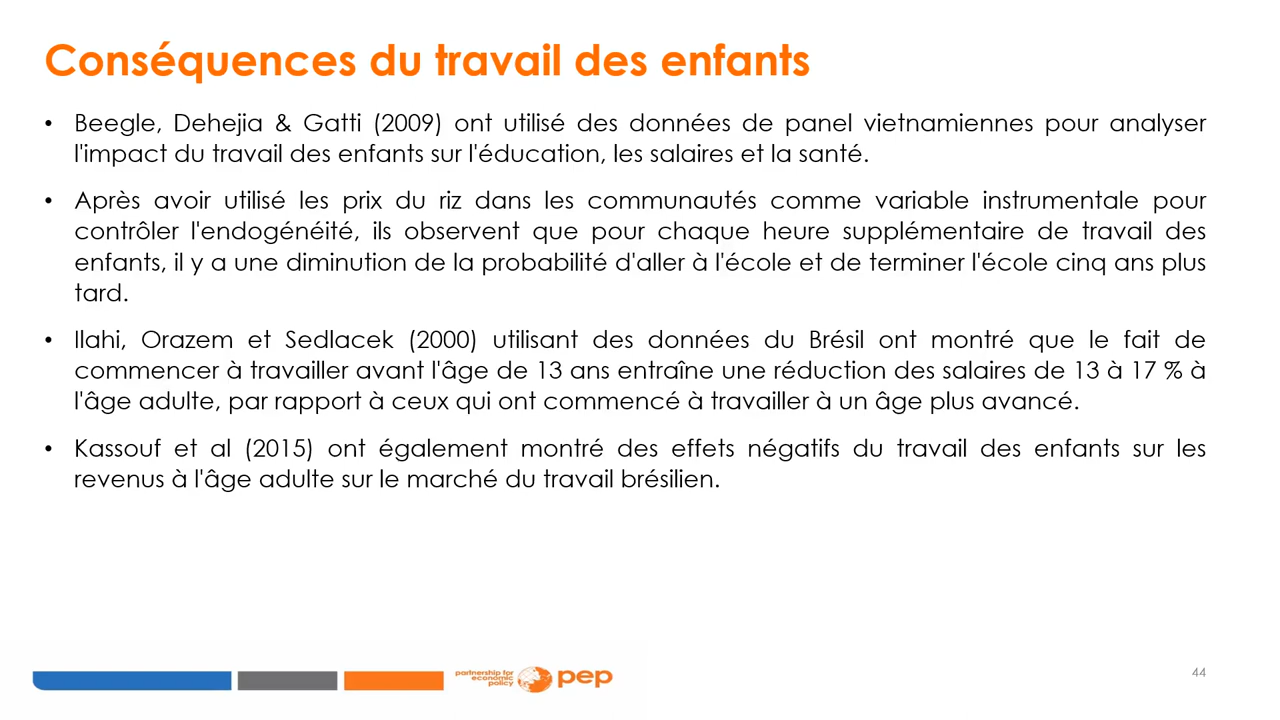 Conséquences du travail des enfants
• Beegle, Dehejia & Gatti (2009) ont utilisé des données de panel vietnamiennes pour analyser
l'impact du travail des enfants sur l'éducation, les salaires et la santé.
• Après avoir utilisé les prix du riz dans les communautés comme variable instrumentale pour
contrôler l'endogénéité, ils observent que pour chaque heure supplémentaire de travail des
enfants, il y a une diminution de la probabilité d'aller à l'école et de terminer l'école cinq ans plus
tard.
• Ilahi, Orazem et Sedlacek (2000) utilisant des données du Brésil ont montré que le fait de
commencer à travailler avant l'âge de 13 ans entraîne une réduction des salaires de 13 à 17 % à
l'âge adulte, par rapport à ceux qui ont commencé à travailler à un âge plus avancé.
• Kassouf et al (2015) ont également montré des effets négatifs du travail des enfants sur les
revenus à l'âge adulte sur le marché du travail brésilien.
partnership for
economic
policy
pep
44